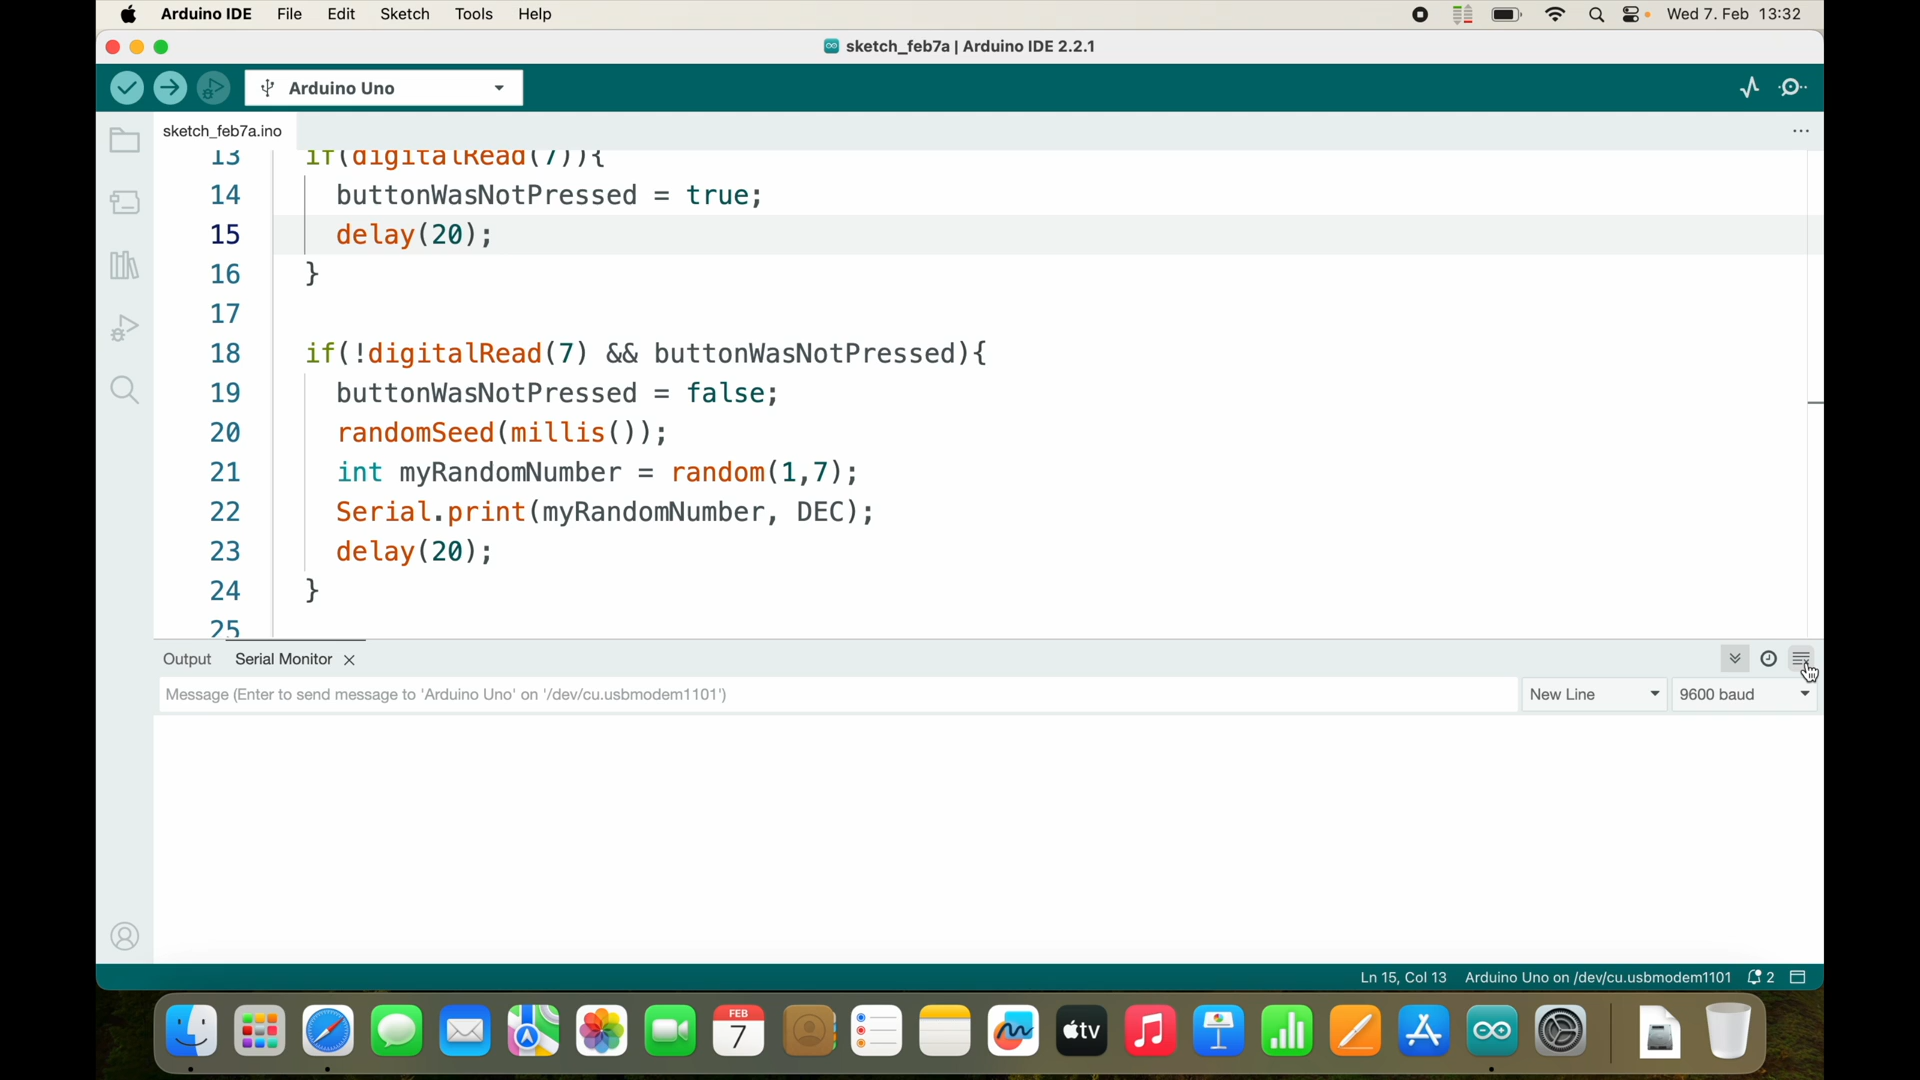 Arduino IDE File Edit Sketch Tools Help Wed 7. Feb 13:32
sketch_feb7a | Arduino IDE 2.2.1
Arduino Uno
sketch_feb7a.ino
13 if(digitalRead(7)){
14 buttonWasNotPressed = true;
15 delay(20);
16 }
17
18 if(!digitalRead(7) && buttonWasNotPressed){
19 buttonWasNotPressed = false;
20 randomSeed(millis());
21 int myRandomNumber = random(1,7);
22 Serial.print(myRandomNumber, DEC);
23 delay(20);
24 }
25
Output Serial Monitor
Message (Enter to send message to 'Arduino Uno' on '/dev/cu.usbmodem1101') New Line 9600 baud
Ln 15, Col 13 Arduino Uno on /dev/cu.usbmodem1101 2
FEB
7
tv